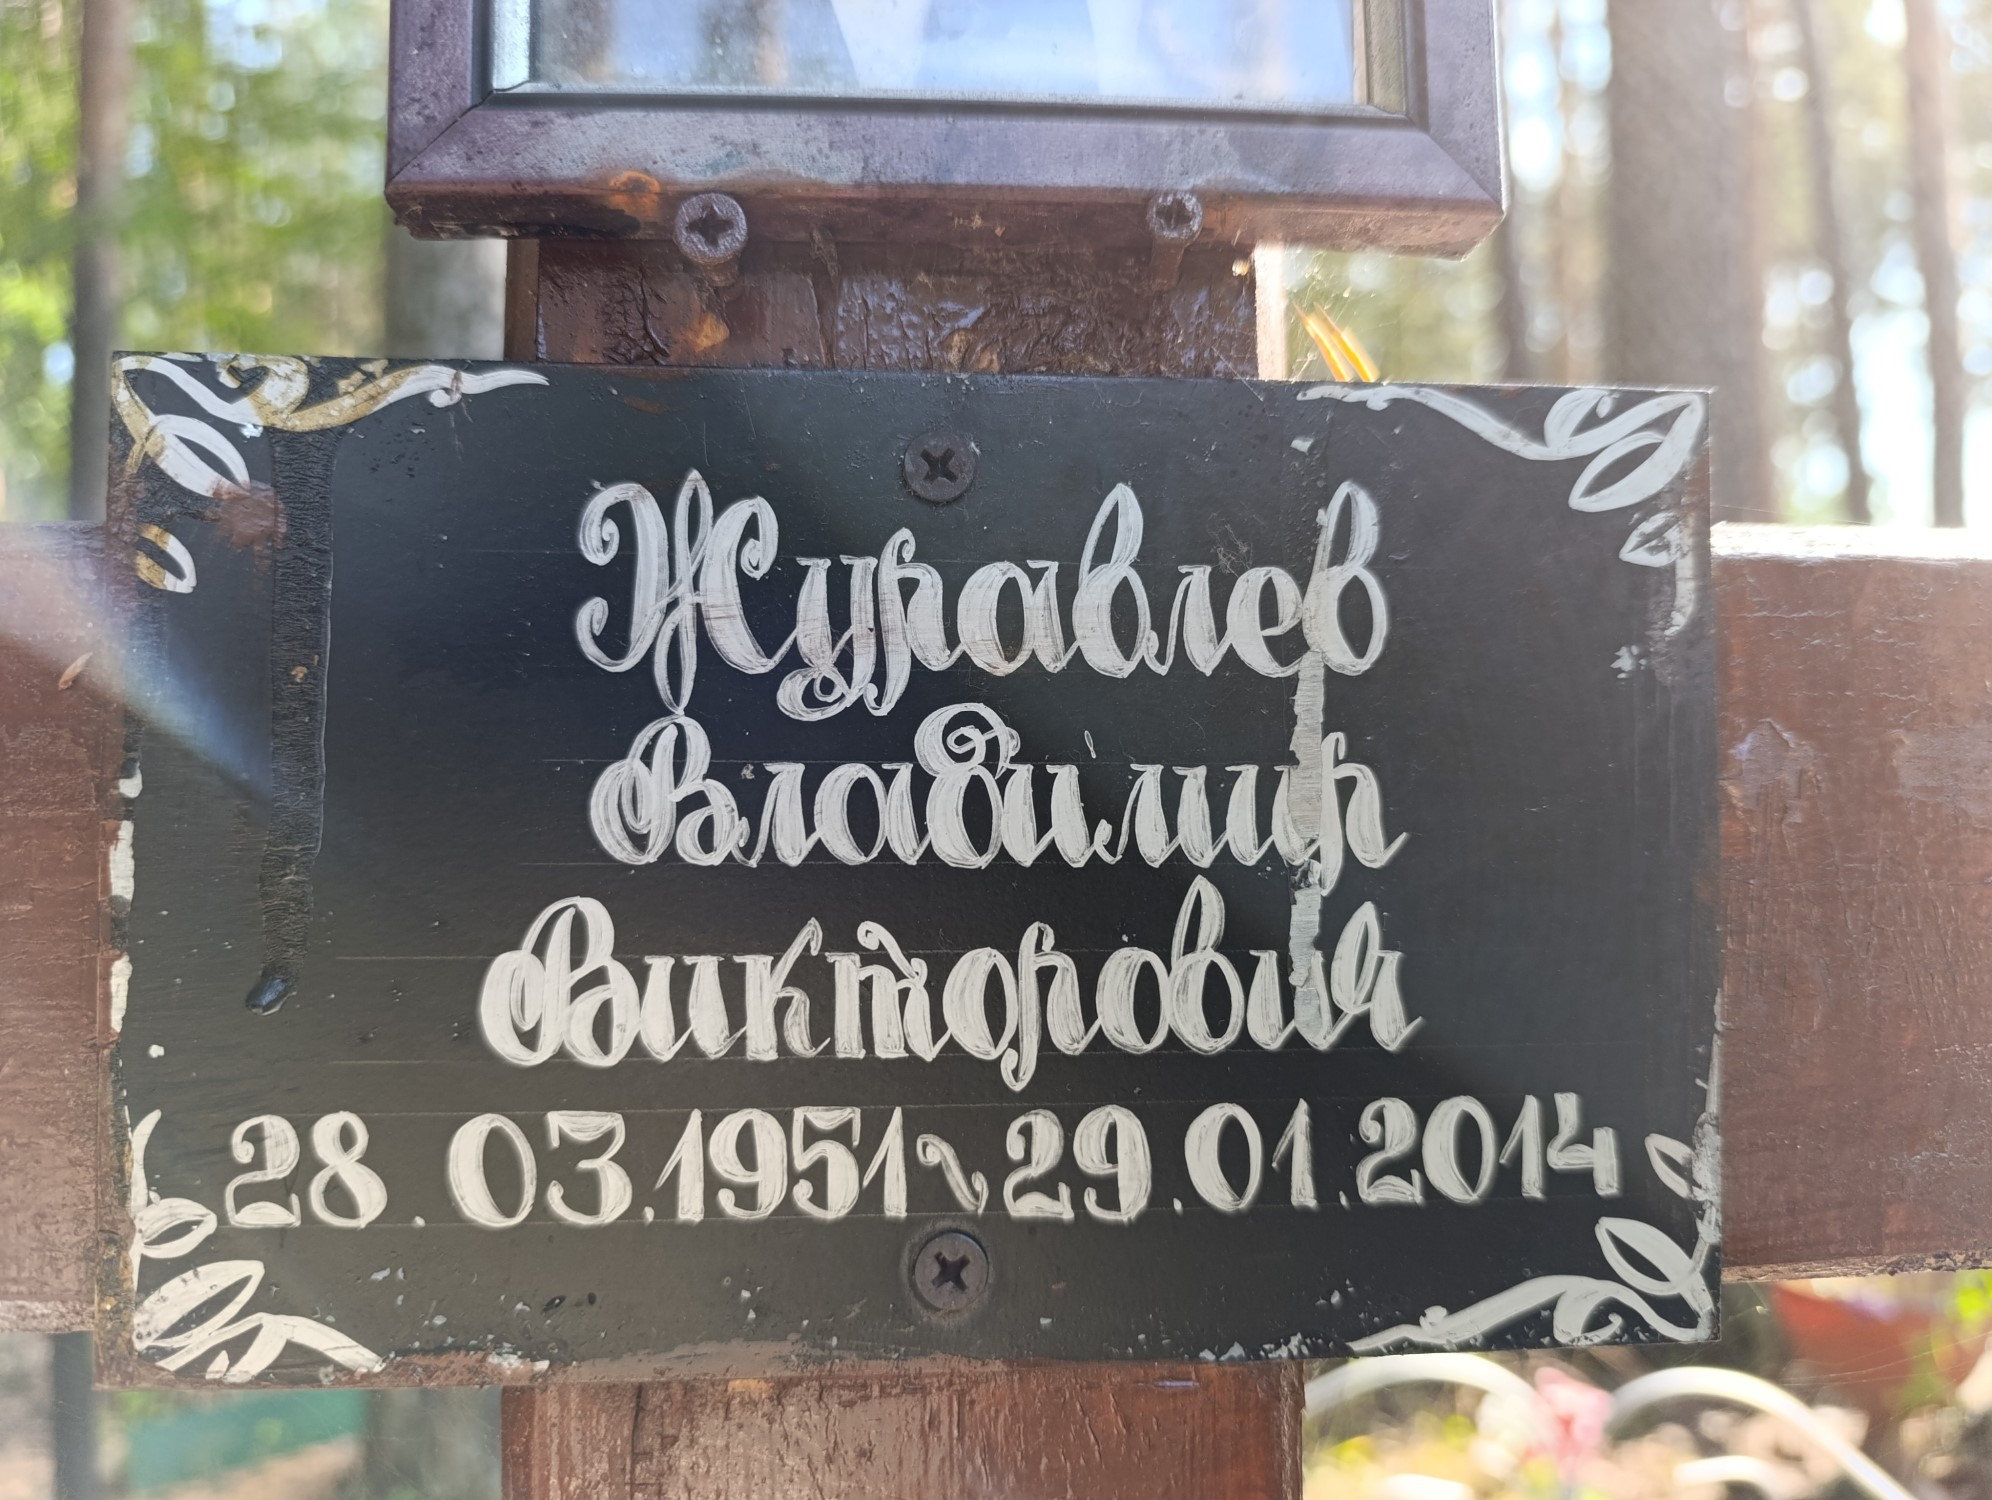 Журавлев
Владимир
Викторович
28.03.1951~29.01.2014